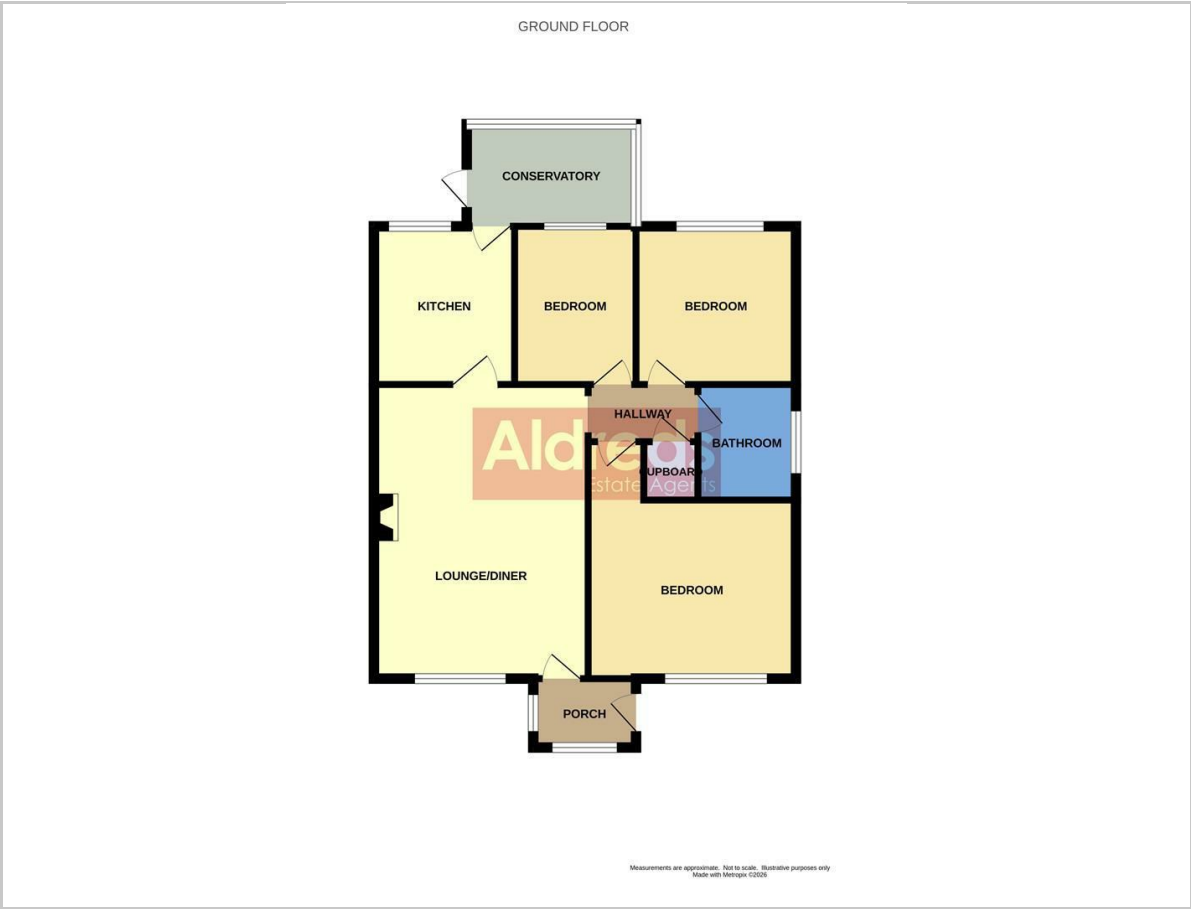 GROUND FLOOR
CONSERVATORY
KITCHEN
BEDROOM
BEDROOM
HALLWAY
BATHROOM
CUPBOARD
Aldreds
Estate Agents
LOUNGE/DINER
BEDROOM
PORCH
Measurements are approximate. Not to scale. Illustrative purposes only
Made with Metropix ©2026